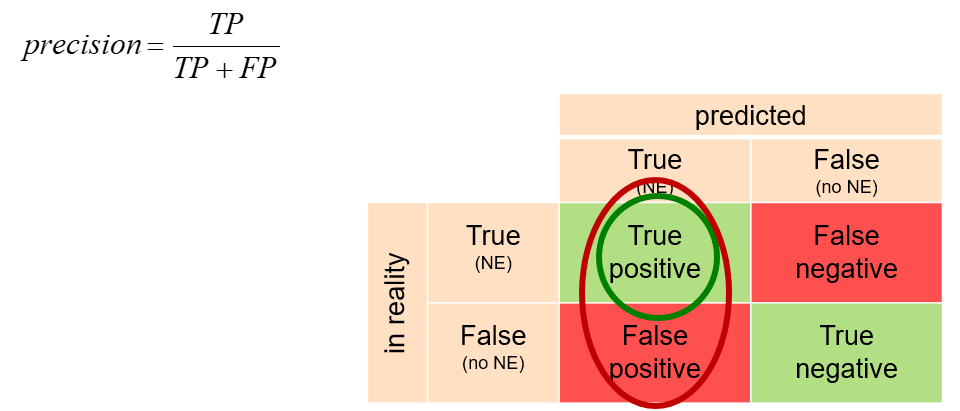 precision = TP / TP + FP
predicted
True False
(NE) (no NE)
in reality
True True False
(NE) positive negative
False False True
(no NE) positive negative